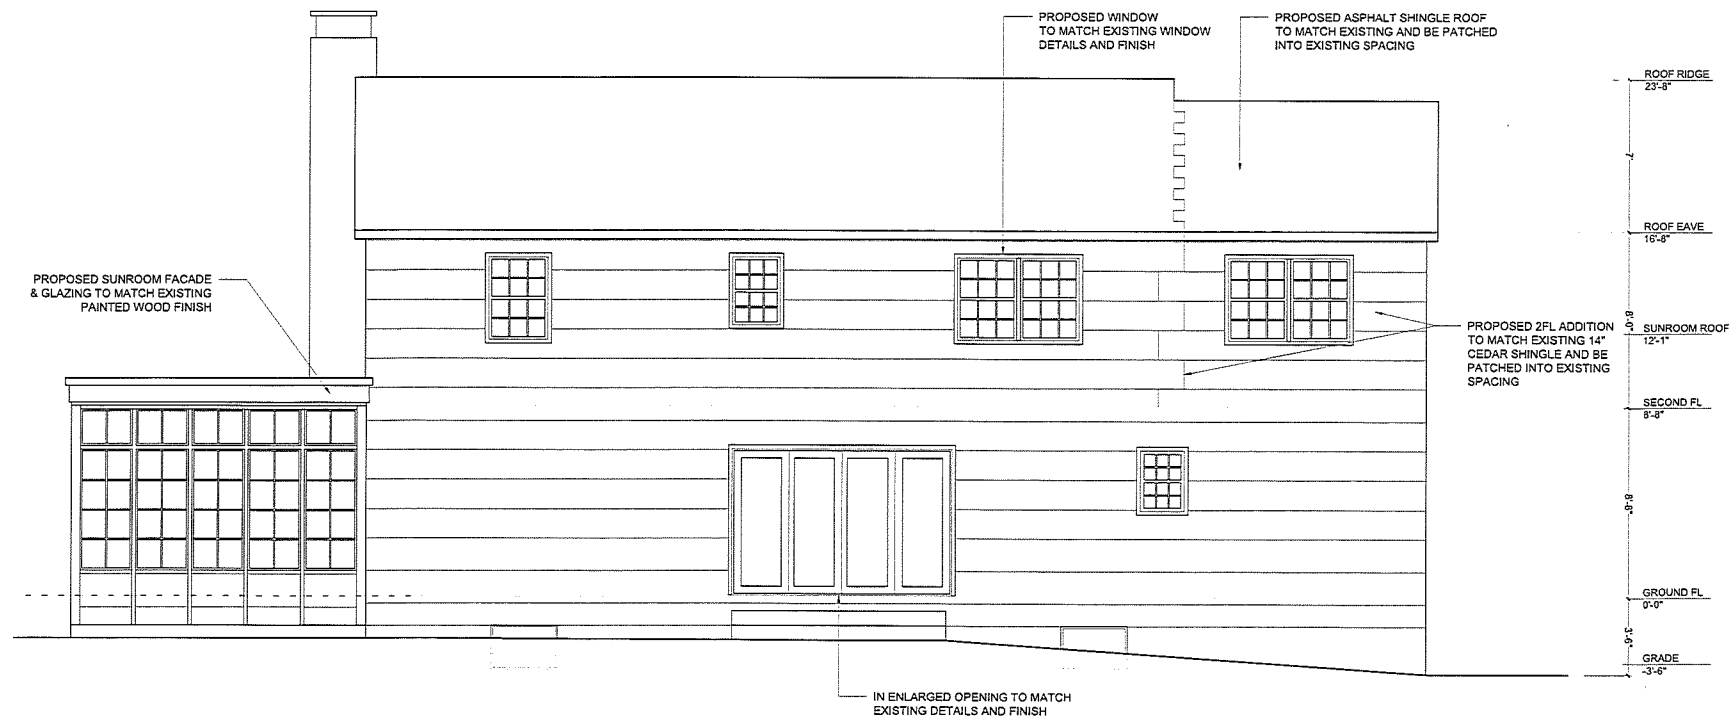 PROPOSED WINDOW
TO MATCH EXISTING WINDOW
DETAILS AND FINISH
PROPOSED ASPHALT SHINGLE ROOF
TO MATCH EXISTING AND BE PATCHED
INTO EXISTING SPACING
PROPOSED SUNROOM FACADE
& GLAZING TO MATCH EXISTING
PAINTED WOOD FINISH
PROPOSED 2FL ADDITION
TO MATCH EXISTING 14"
CEDAR SHINGLE AND BE
PATCHED INTO EXISTING
SPACING
IN ENLARGED OPENING TO MATCH
EXISTING DETAILS AND FINISH
ROOF RIDGE
23'-8"
7'
ROOF EAVE
16'-8"
8'-0"
SUNROOM ROOF
12'-1"
SECOND FL
8'-8"
8'-8"
GROUND FL
0'-0"
3'-6"
GRADE
-3'-6"